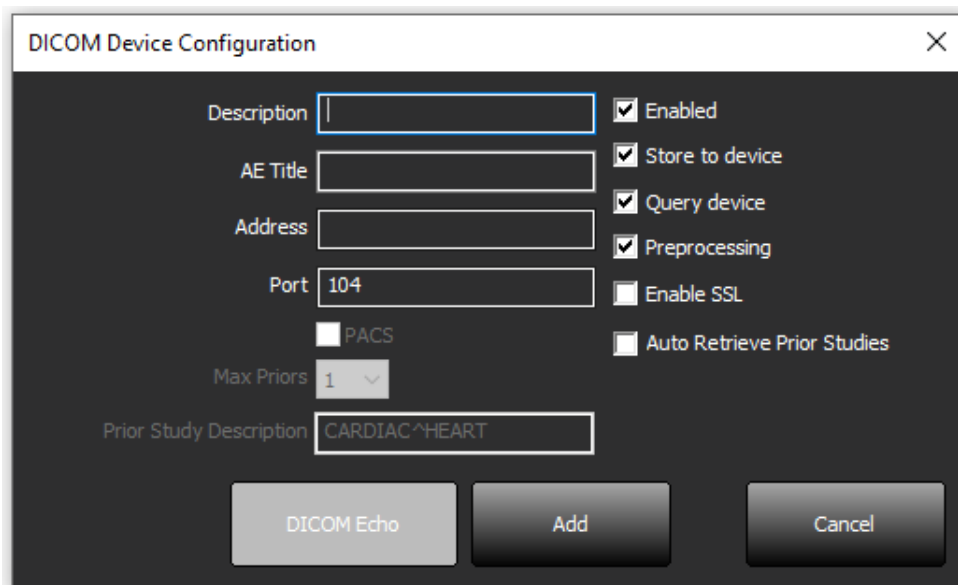 DICOM Device Configuration
Description
Enabled
AE Title
Store to device
Address
Query device
Preprocessing
Port 104
Enable SSL
PACS
Auto Retrieve Prior Studies
Max Priors 1
Prior Study Description CARDIAC^HEART
DICOM Echo Add Cancel